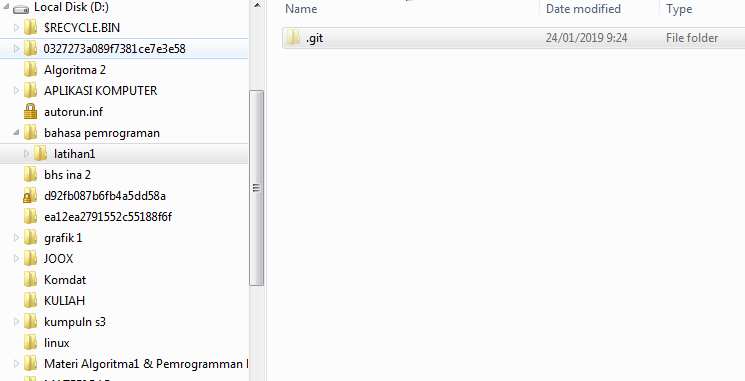 Local Disk (D:)
$RECYCLE.BIN
0327273a089f7381ce7e3e58
Algoritma 2
APLIKASI KOMPUTER
autorun.inf
bahasa pemrograman
latihan1
bhs ina 2
d92fb087b6fb4a5dd58a
ea12ea2791552c55188f6f
grafik 1
JOOX
Komdat
KULIAH
kumpuln s3
linux
Materi Algoritma1 & Pemrogramman
Name
Date modified
Type
.git
24/01/2019 9:24
File folder